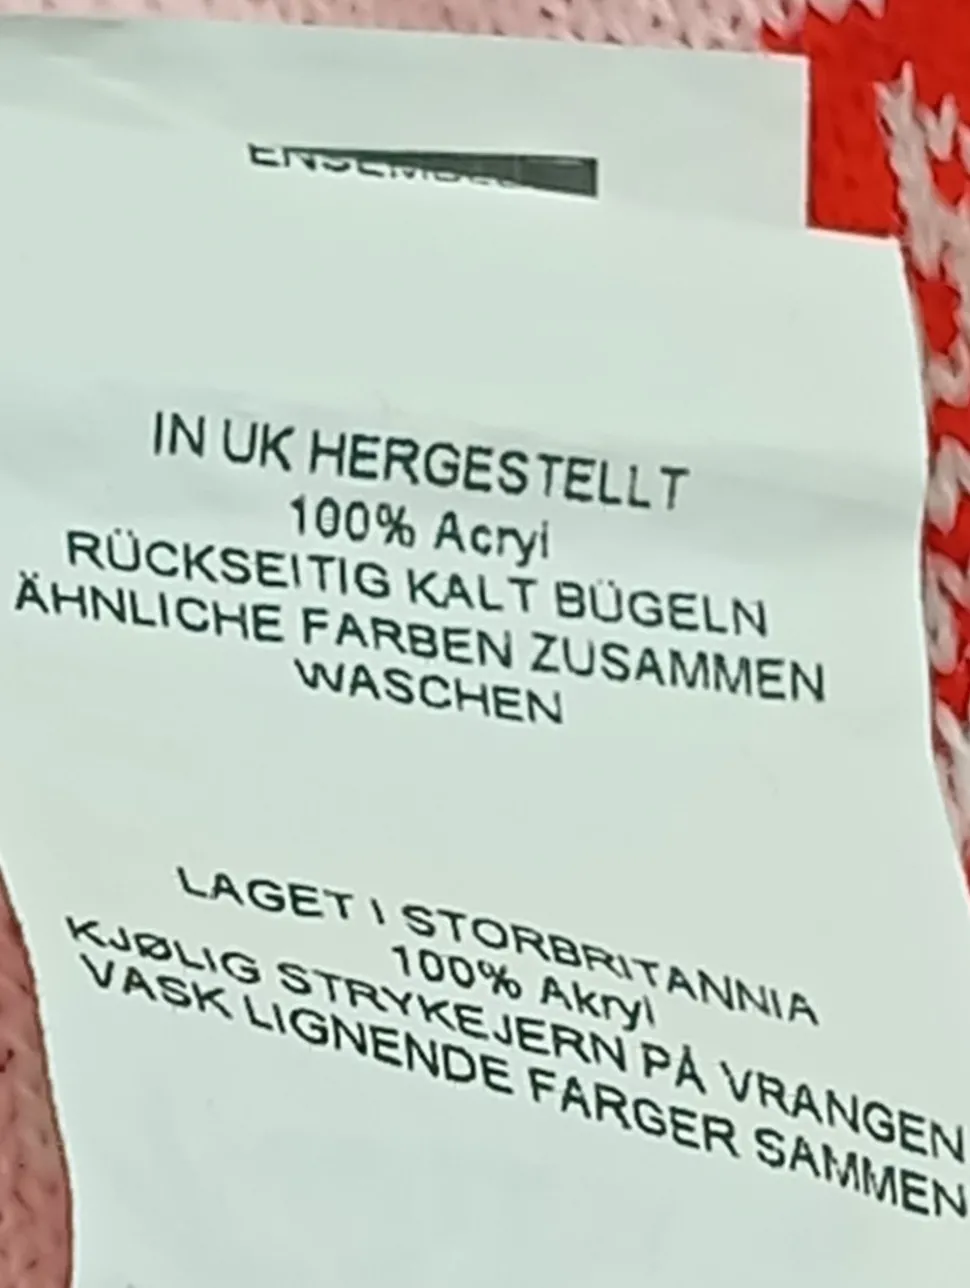 IN UK HERGESTELLT
100% Acryl
RÜCKSEITIG KALT BÜGELN
ÄHNLICHE FARBEN ZUSAMMEN
WASCHEN
LAGET I STORBRITANNIA
100% Akryl
KJØLIG STRYKEJERN PÅ VRANGEN
VASK LIGNENDE FARGER SAMMEN